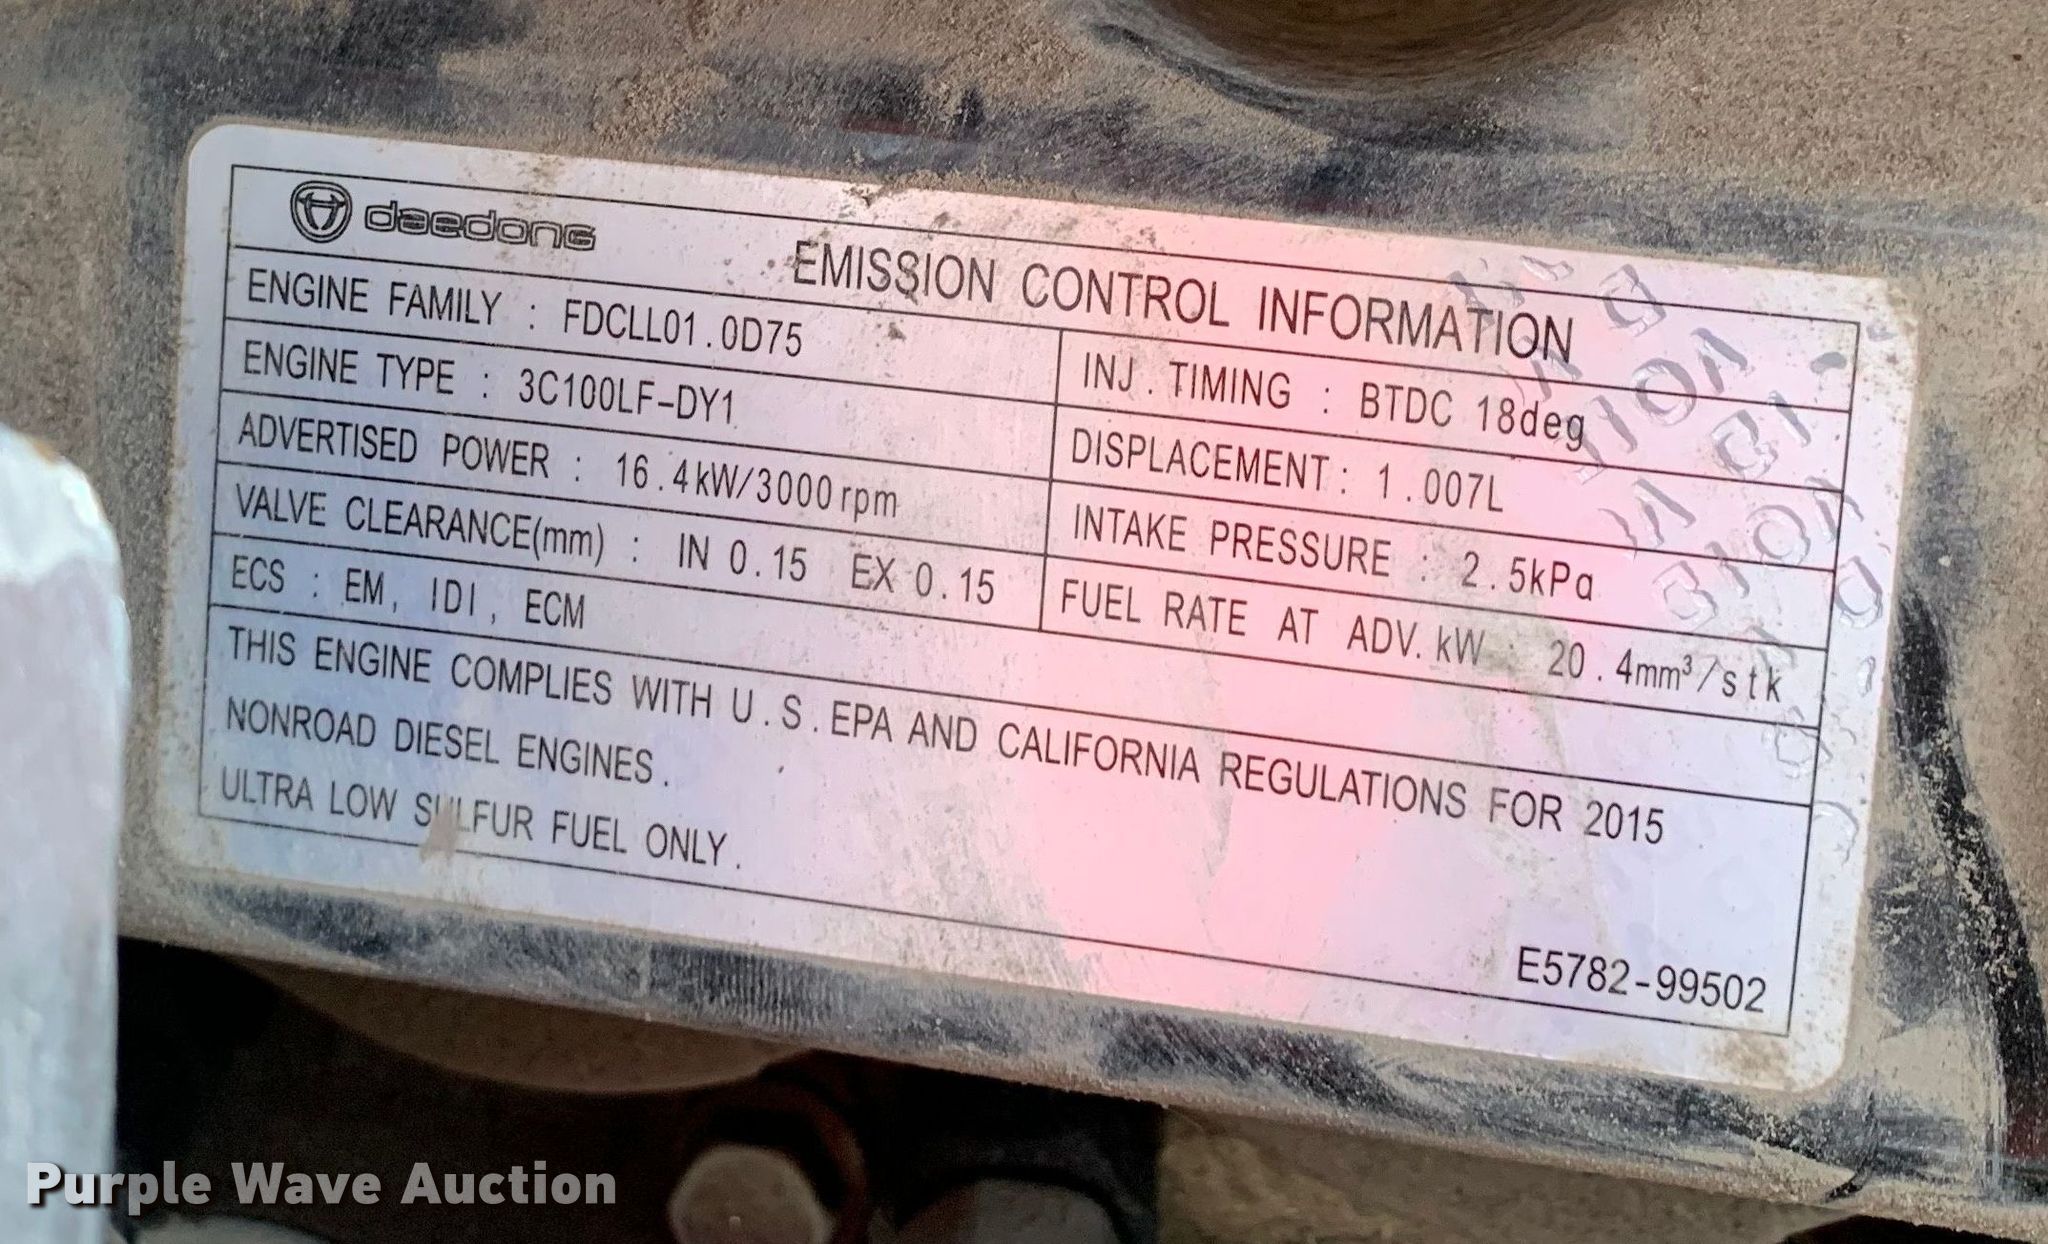 daedong
EMISSION CONTROL INFORMATION
ENGINE FAMILY : FDCLL01.0D75
INJ. TIMING : BTDC 18deg
ENGINE TYPE : 3C100LF-DY1
DISPLACEMENT: 1.007L
ADVERTISED POWER : 16.4kW/3000rpm
INTAKE PRESSURE : 2.5kPa
VALVE CLEARANCE(mm) : IN 0.15 EX 0.15
FUEL RATE AT ADV. kW : 20.4mm³/stk
ECS : EM, IDI, ECM
THIS ENGINE COMPLIES WITH U.S. EPA AND CALIFORNIA REGULATIONS FOR 2015
NONROAD DIESEL ENGINES.
ULTRA LOW SULFUR FUEL ONLY.
E5782-99502
Purple Wave Auction